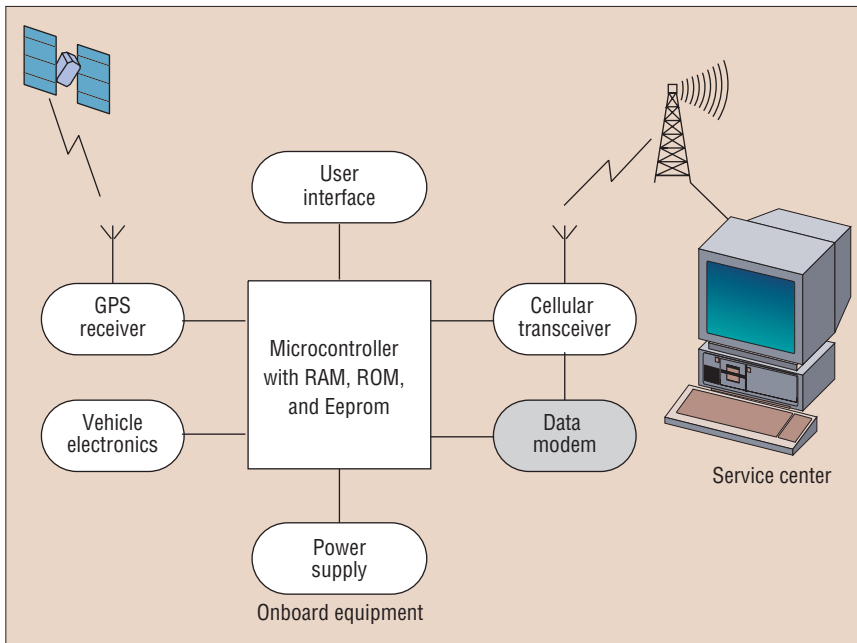 User
interface
GPS
receiver
Cellular
transceiver
Microcontroller
with RAM, ROM,
and Eeprom
Vehicle
electronics
Data
modem
Service center
Power
supply
Onboard equipment